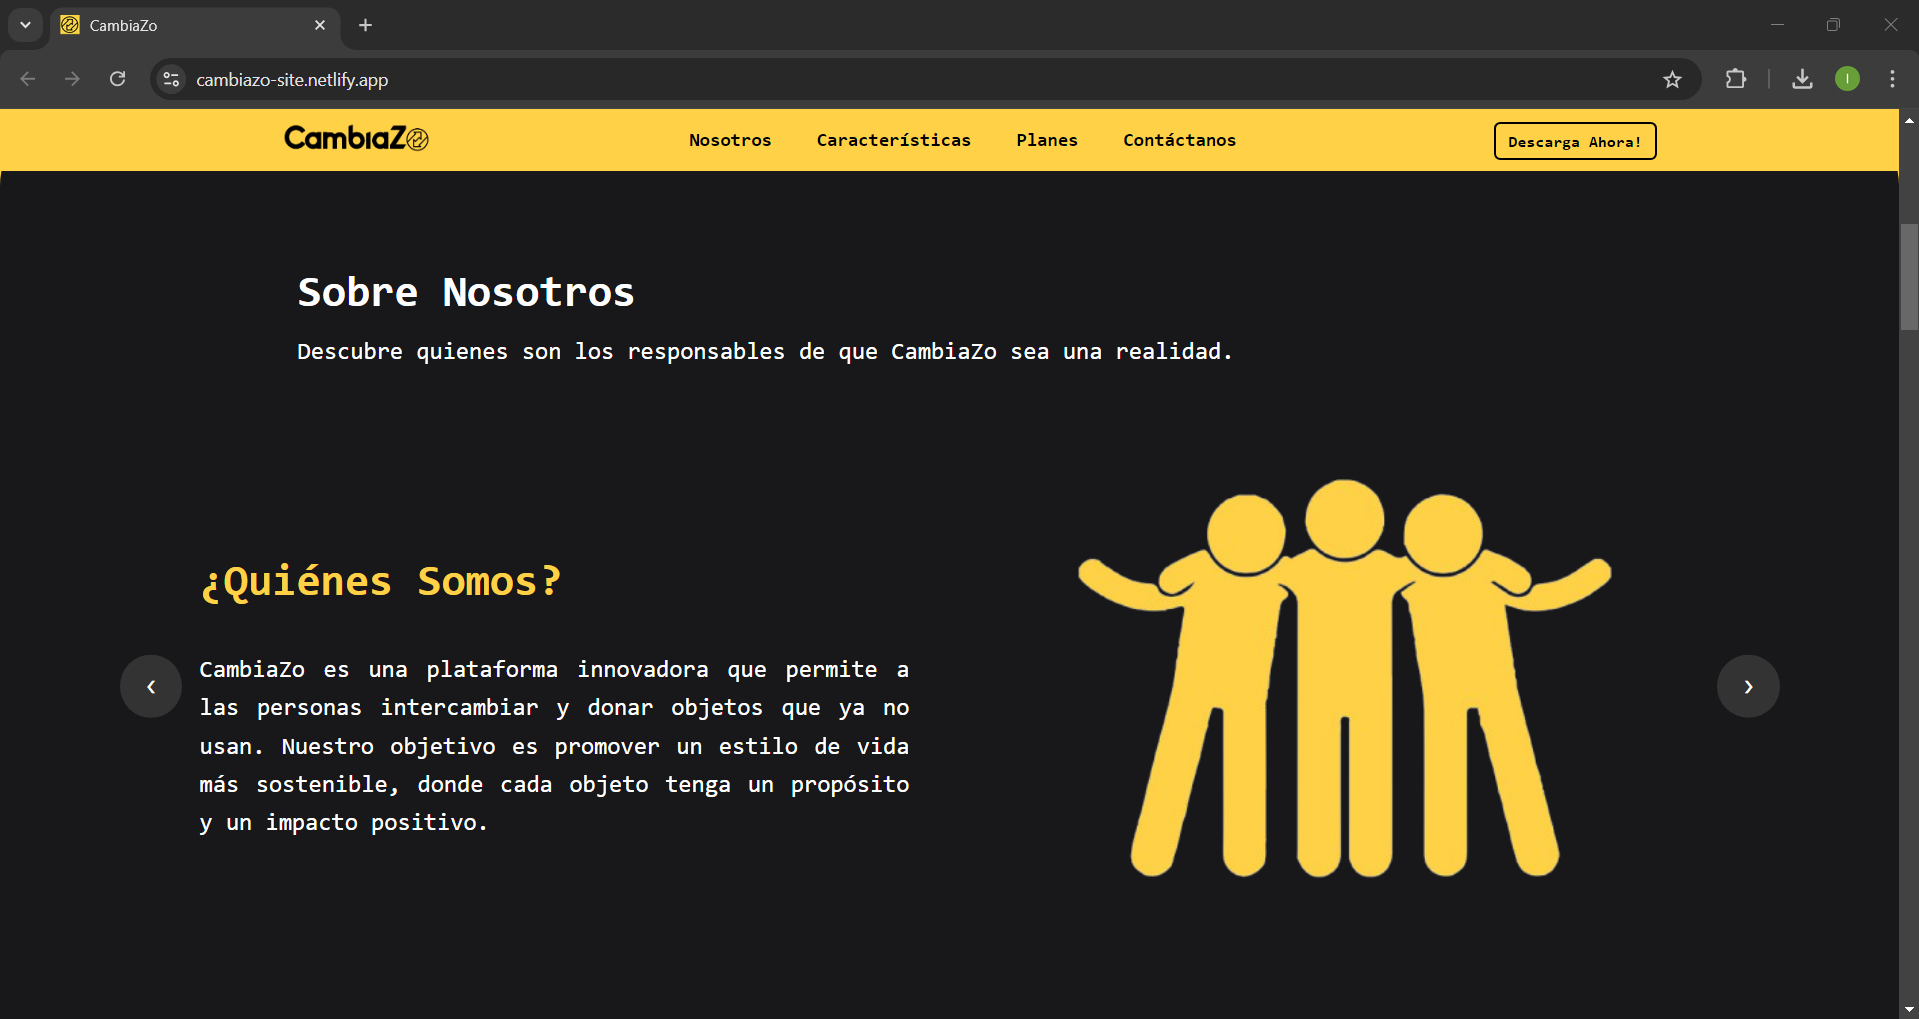 CambiaZo
cambiazo-site.netlify.app
I
CambiaZo
Nosotros Características Planes Contáctanos
Descarga Ahora!
Sobre Nosotros
Descubre quienes son los responsables de que CambiaZo sea una realidad.
¿Quiénes Somos?
CambiaZo es una plataforma innovadora que permite a
las personas intercambiar y donar objetos que ya no
usan. Nuestro objetivo es promover un estilo de vida
más sostenible, donde cada objeto tenga un propósito
y un impacto positivo.